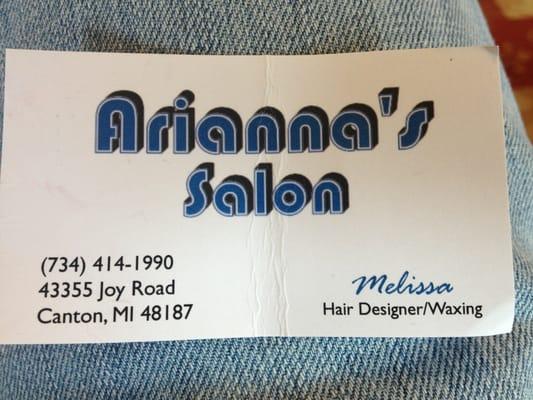 Arianna's
Salon
(734) 414-1990
43355 Joy Road
Canton, MI 48187
Melissa
Hair Designer/Waxing